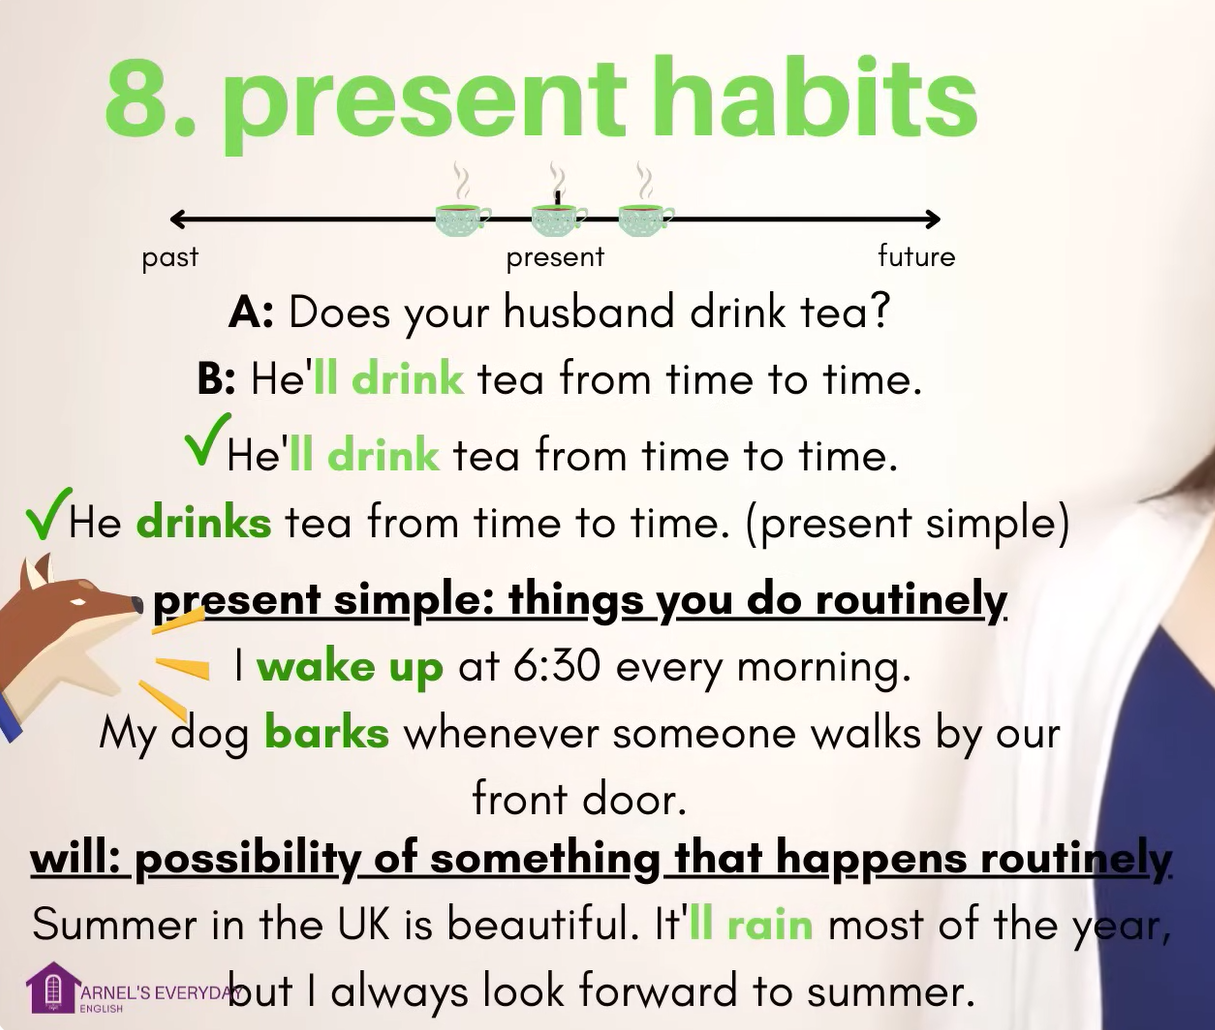 8. present habits
past present future
A: Does your husband drink tea?
B: He'll drink tea from time to time.
He'll drink tea from time to time.
He drinks tea from time to time. (present simple)
present simple: things you do routinely
I wake up at 6:30 every morning.
My dog barks whenever someone walks by our
front door.
will: possibility of something that happens routinely
Summer in the UK is beautiful. It'll rain most of the year,
but I always look forward to summer.
ARNEL'S EVERYDAY
ENGLISH